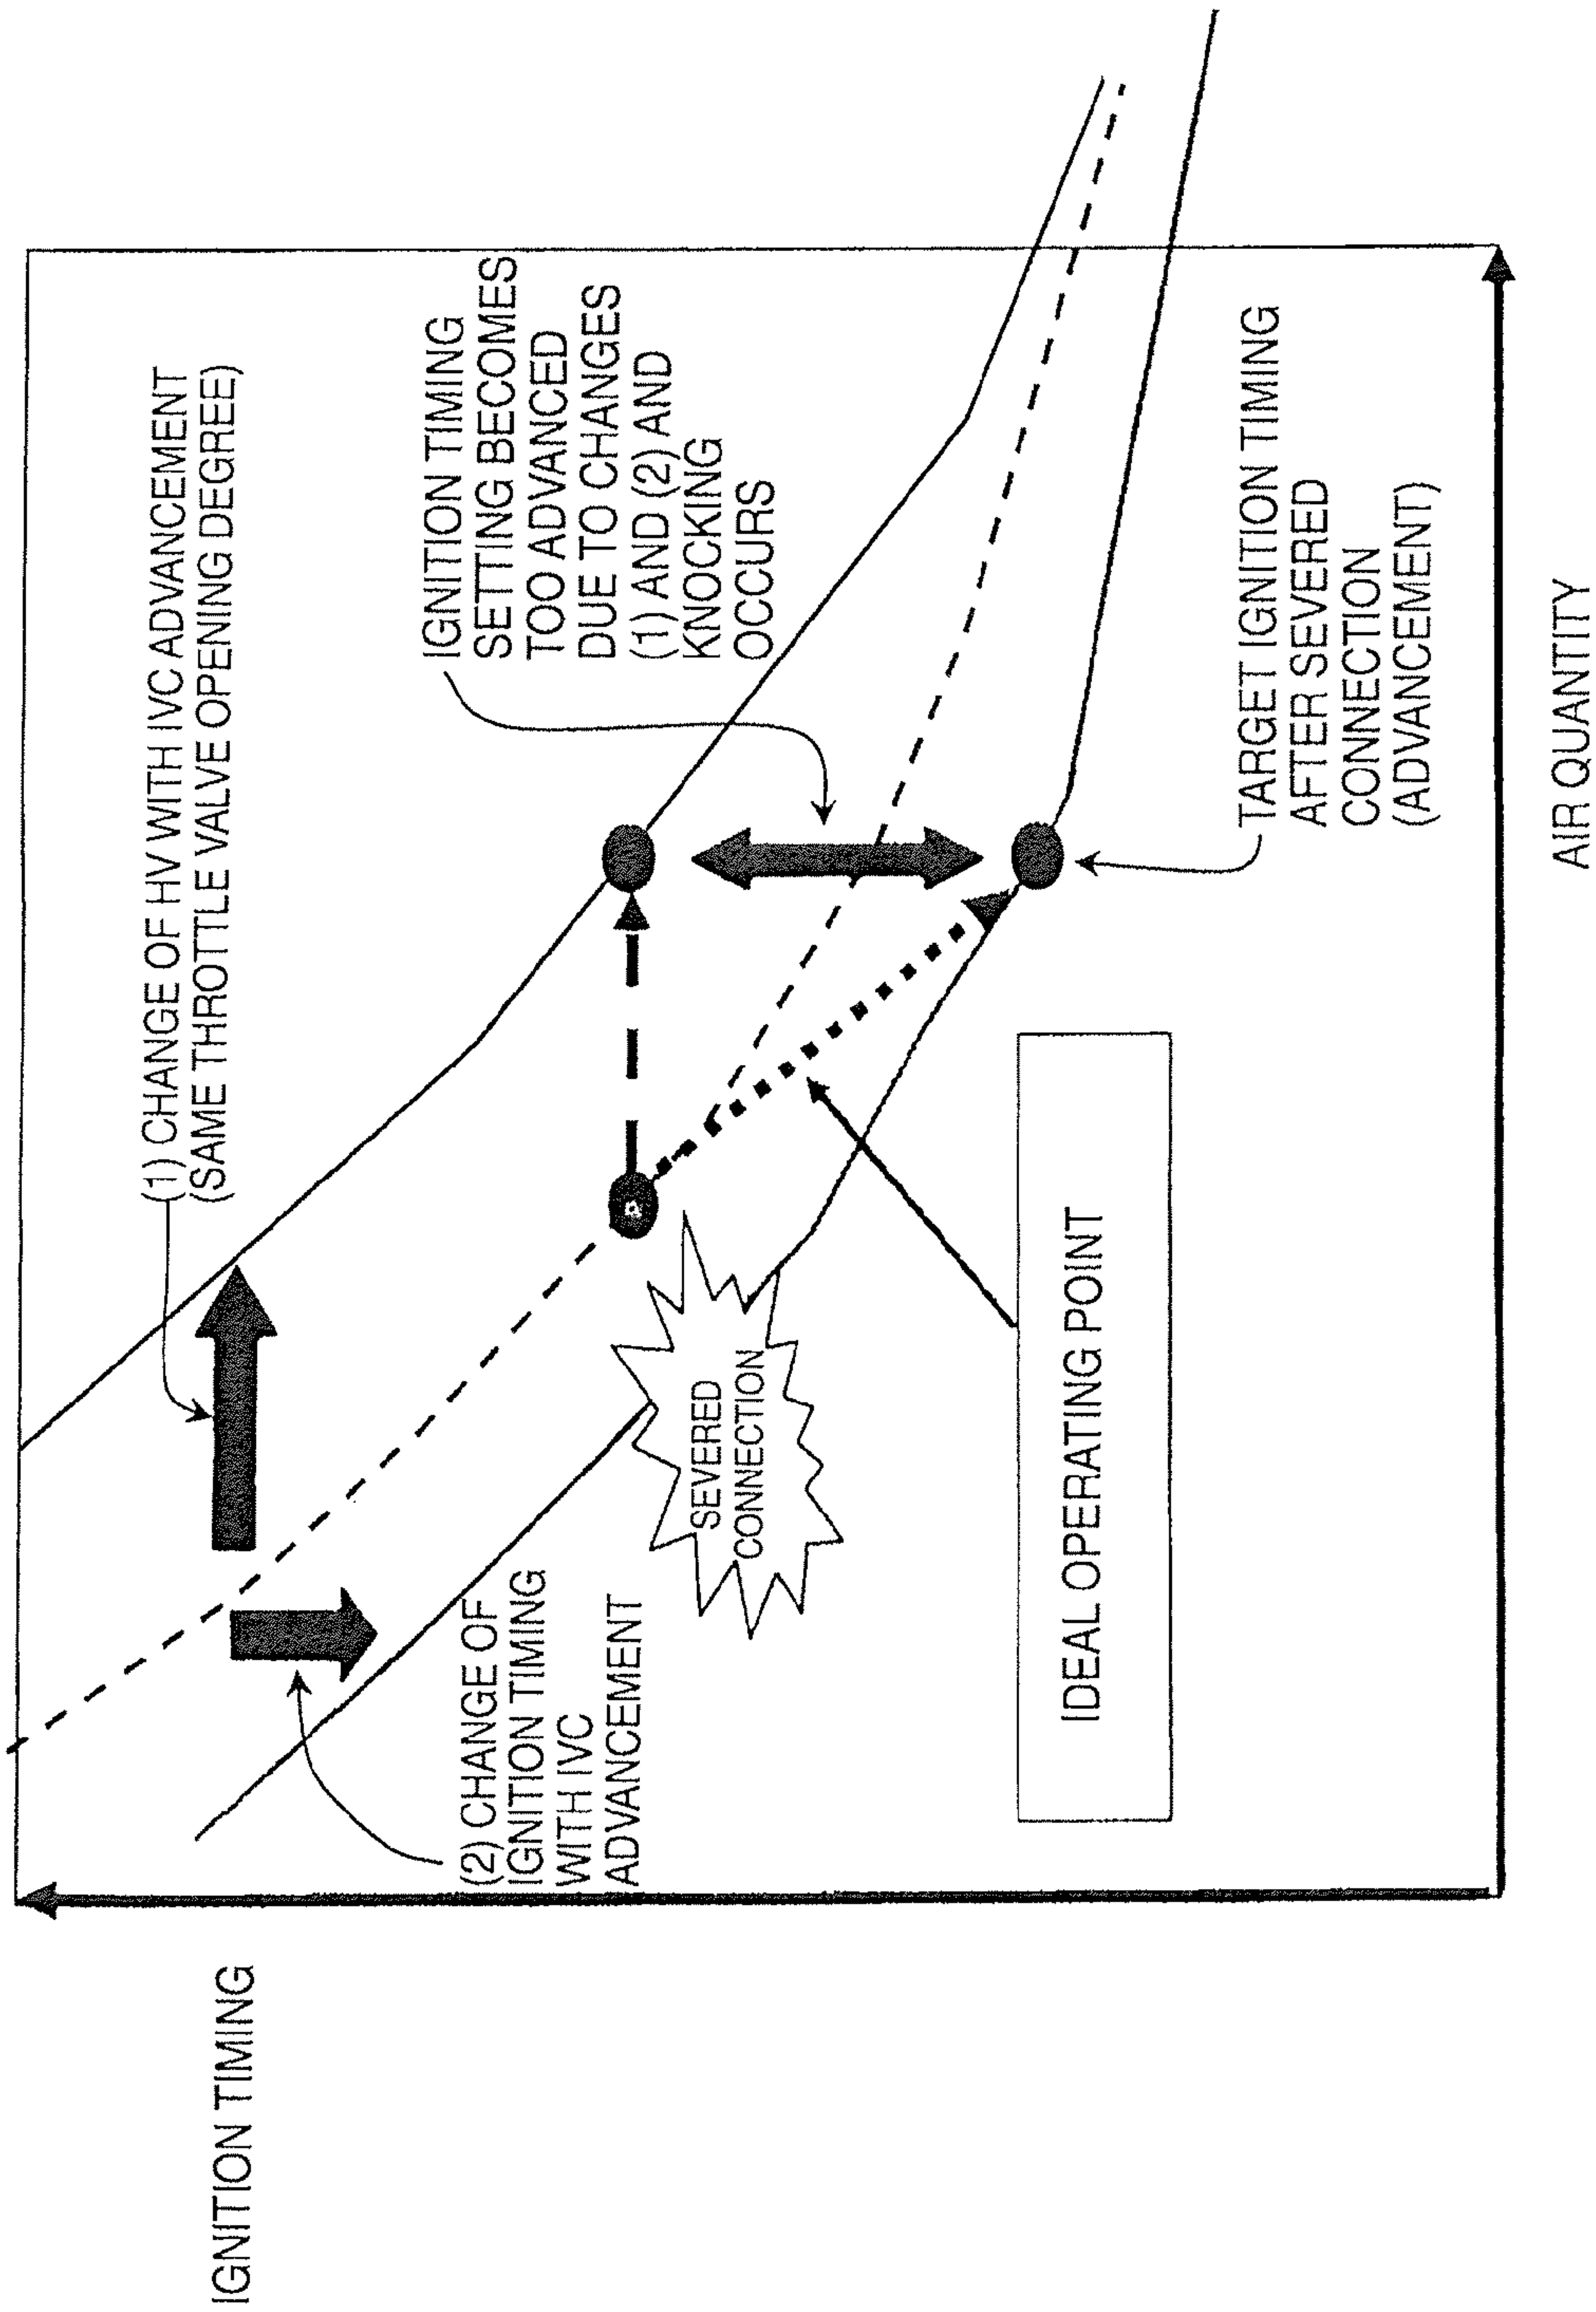 IGNITION TIMING
(1) CHANGE OF HV WITH IVC ADVANCEMENT
(SAME THROTTLE VALVE OPENING DEGREE)
(2) CHANGE OF
IGNITION TIMING
WITH IVC
ADVANCEMENT
IGNITION TIMING
SETTING BECOMES
TOO ADVANCED
DUE TO CHANGES
(1) AND (2) AND
KNOCKING
OCCURS
SEVERED
CONNECTION
IDEAL OPERATING POINT
TARGET IGNITION TIMING
AFTER SEVERED
CONNECTION
(ADVANCEMENT)
AIR QUANTITY